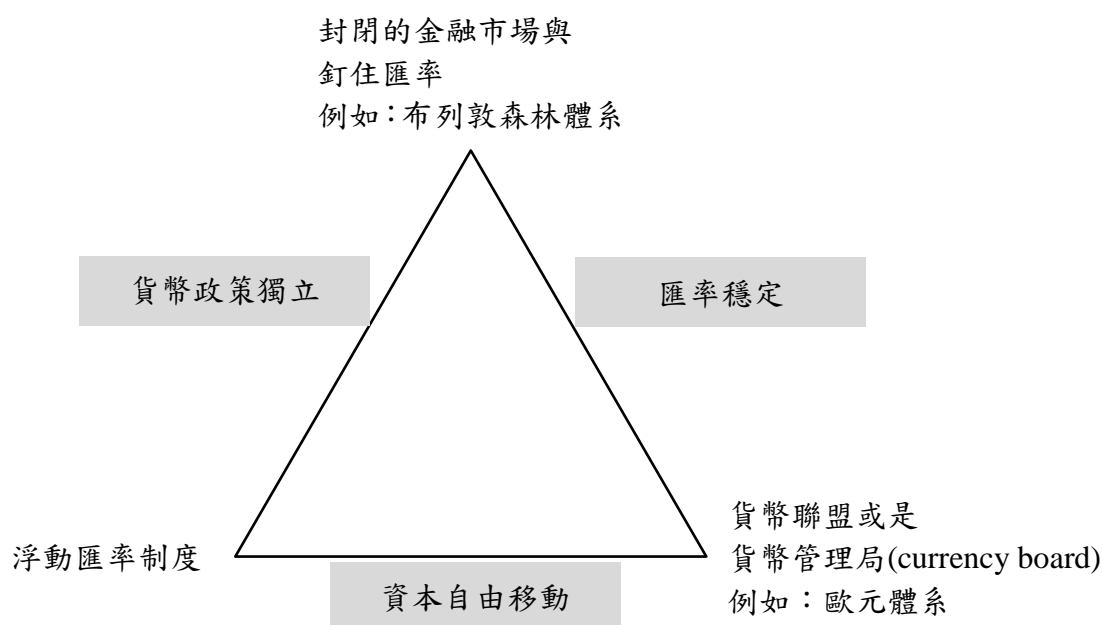 封閉的金融市場與
釘住匯率
例如：布列敦森林體系
貨幣政策獨立
匯率穩定
浮動匯率制度
資本自由移動
貨幣聯盟或是
貨幣管理局(currency board)
例如：歐元體系